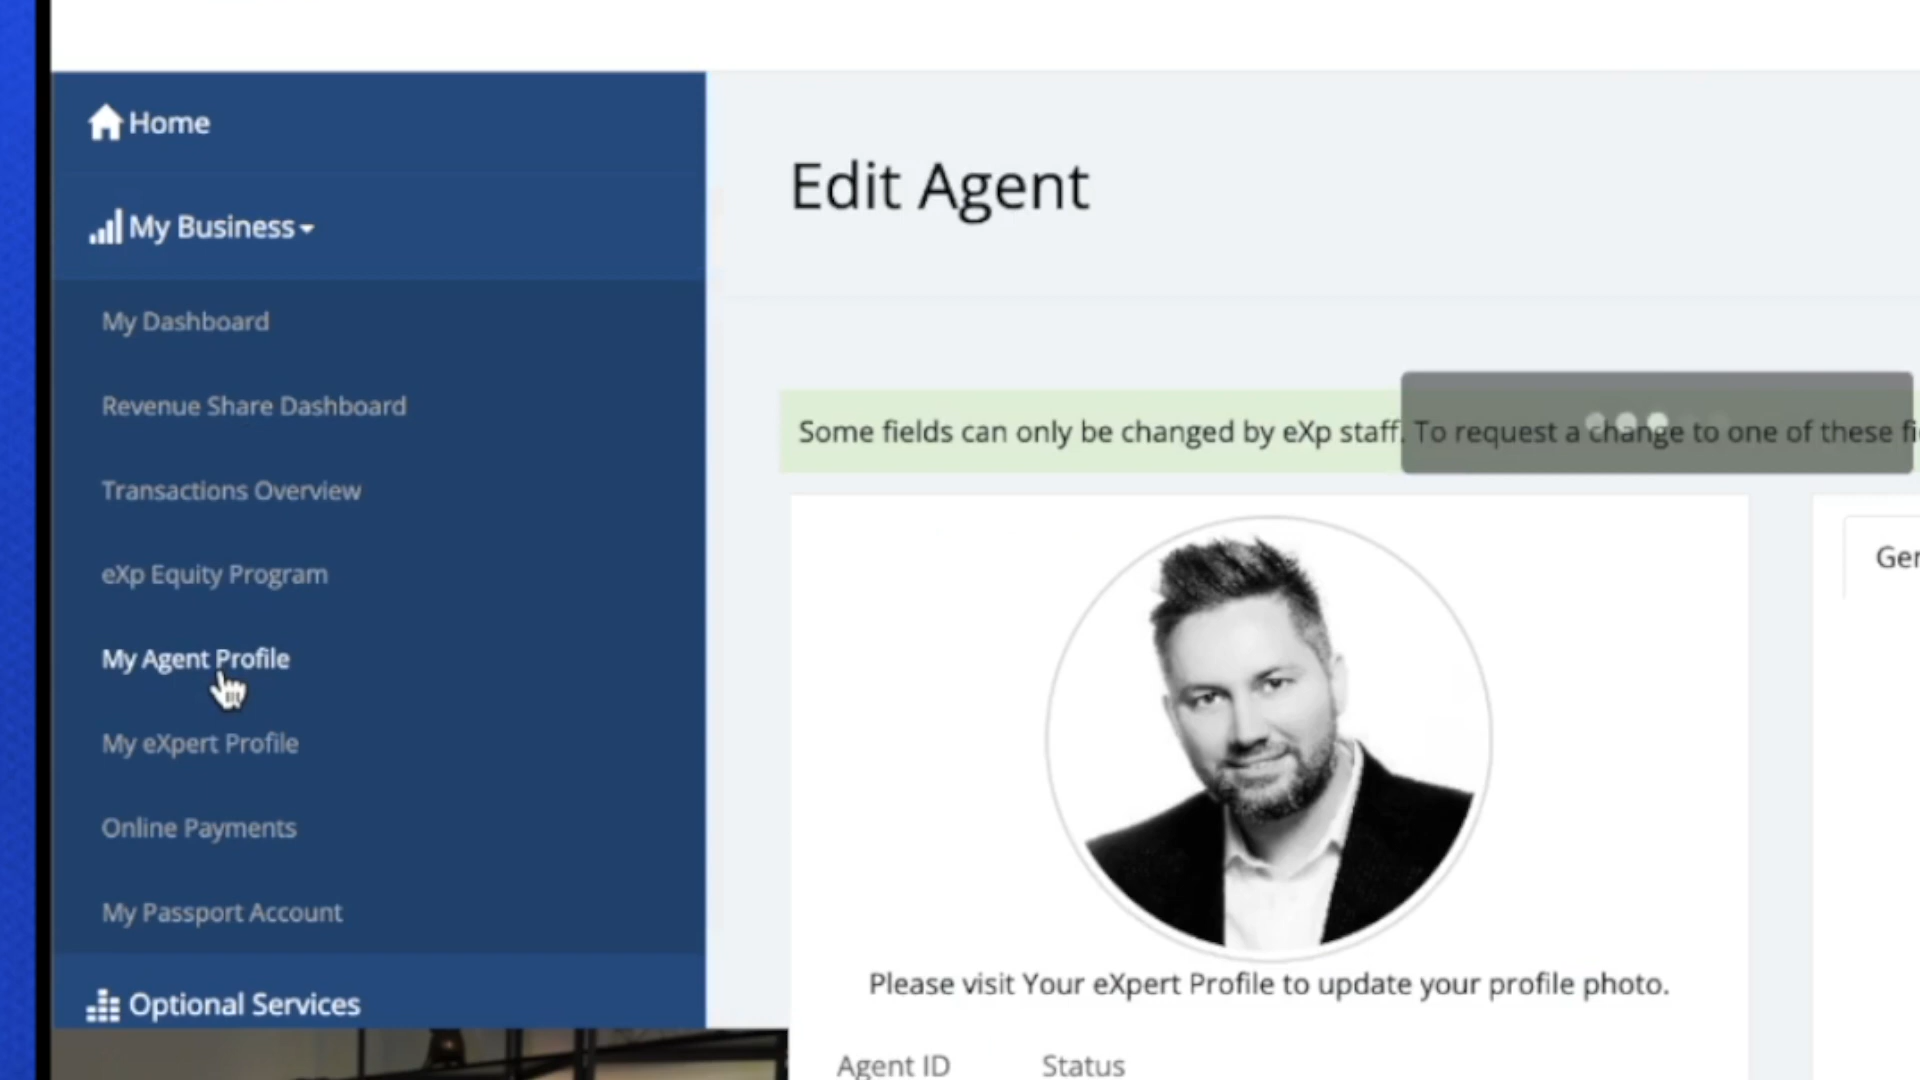 Home
My Business
My Dashboard
Revenue Share Dashboard
Transactions Overview
eXp Equity Program
My Agent Profile
My eXpert Profile
Online Payments
My Passport Account
Optional Services
Edit Agent
Some fields can only be changed by eXp staff. To request a change to one of these
Please visit Your eXpert Profile to update your profile photo.
Agent ID Status